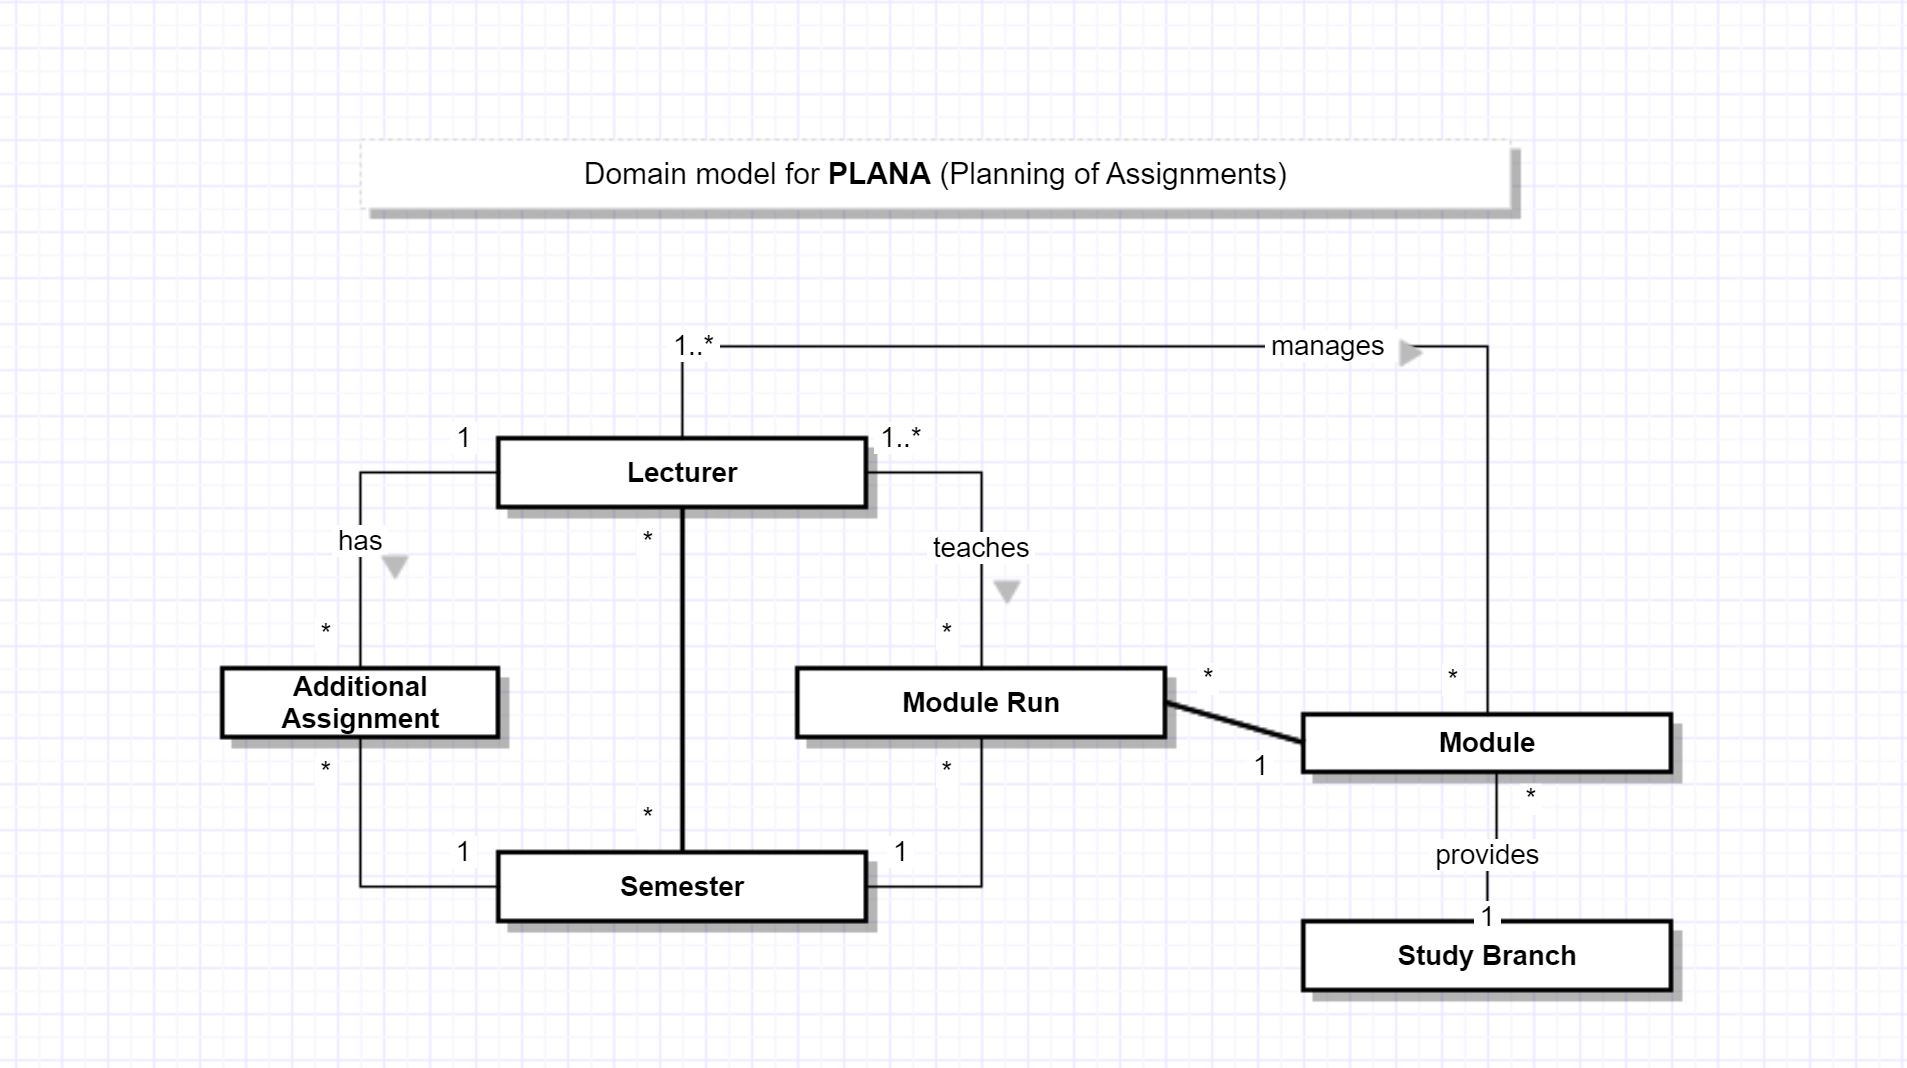 Domain model for PLANA (Planning of Assignments)
1..*
manages
1
1..*
Lecturer
has
*
teaches
*
*
*
*
Additional
Assignment
Module Run
Module
*
*
1
*
*
1
1
provides
Semester
1
Study Branch